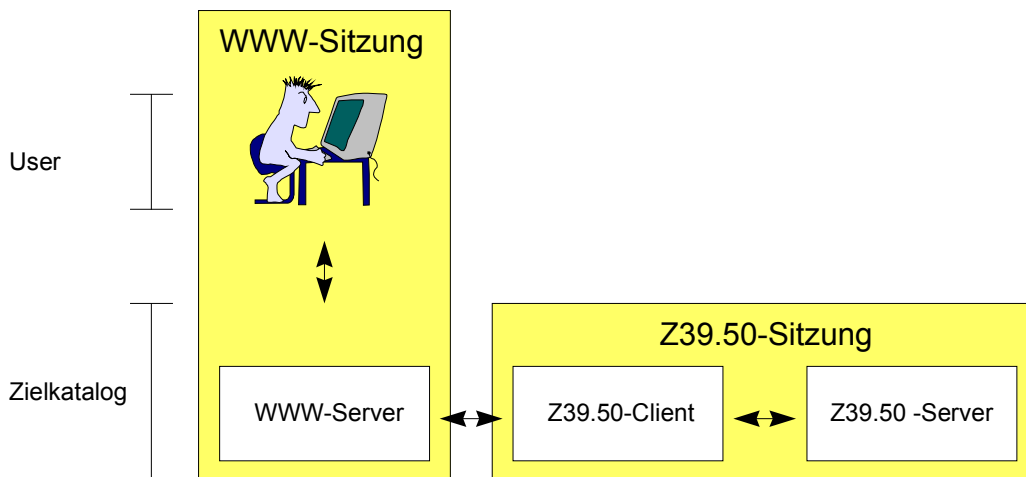 WWW-Sitzung
User
Z39.50-Sitzung
Zielkatalog
WWW-Server
Z39.50-Client
Z39.50 -Server